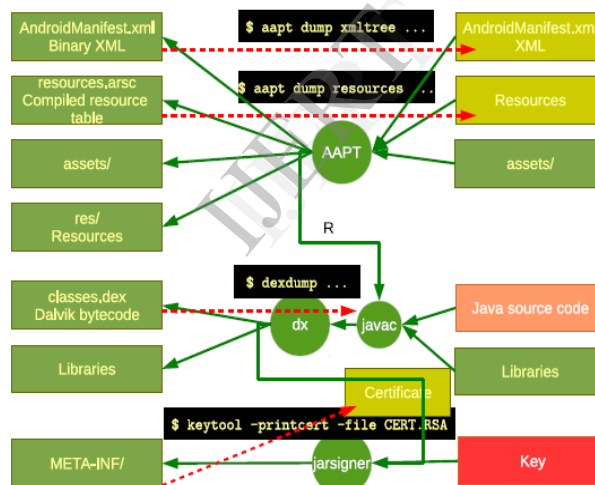 AndroidManifest.xml
Binary XML
$ aapt dump xmltree ...
AndroidManifest.xm
XML
resources.arsc
Compiled resource
table
$ aapt dump resources ..
Resources
assets/
AAPT
assets/
res/
Resources
R
IJERT
$ dexdump ...
classes.dex
Dalvik bytecode
dx
javac
Java source code
Libraries
Certificate
Libraries
$ keytool -printcert -file CERT.RSA
META-INF/
jarsigner
Key